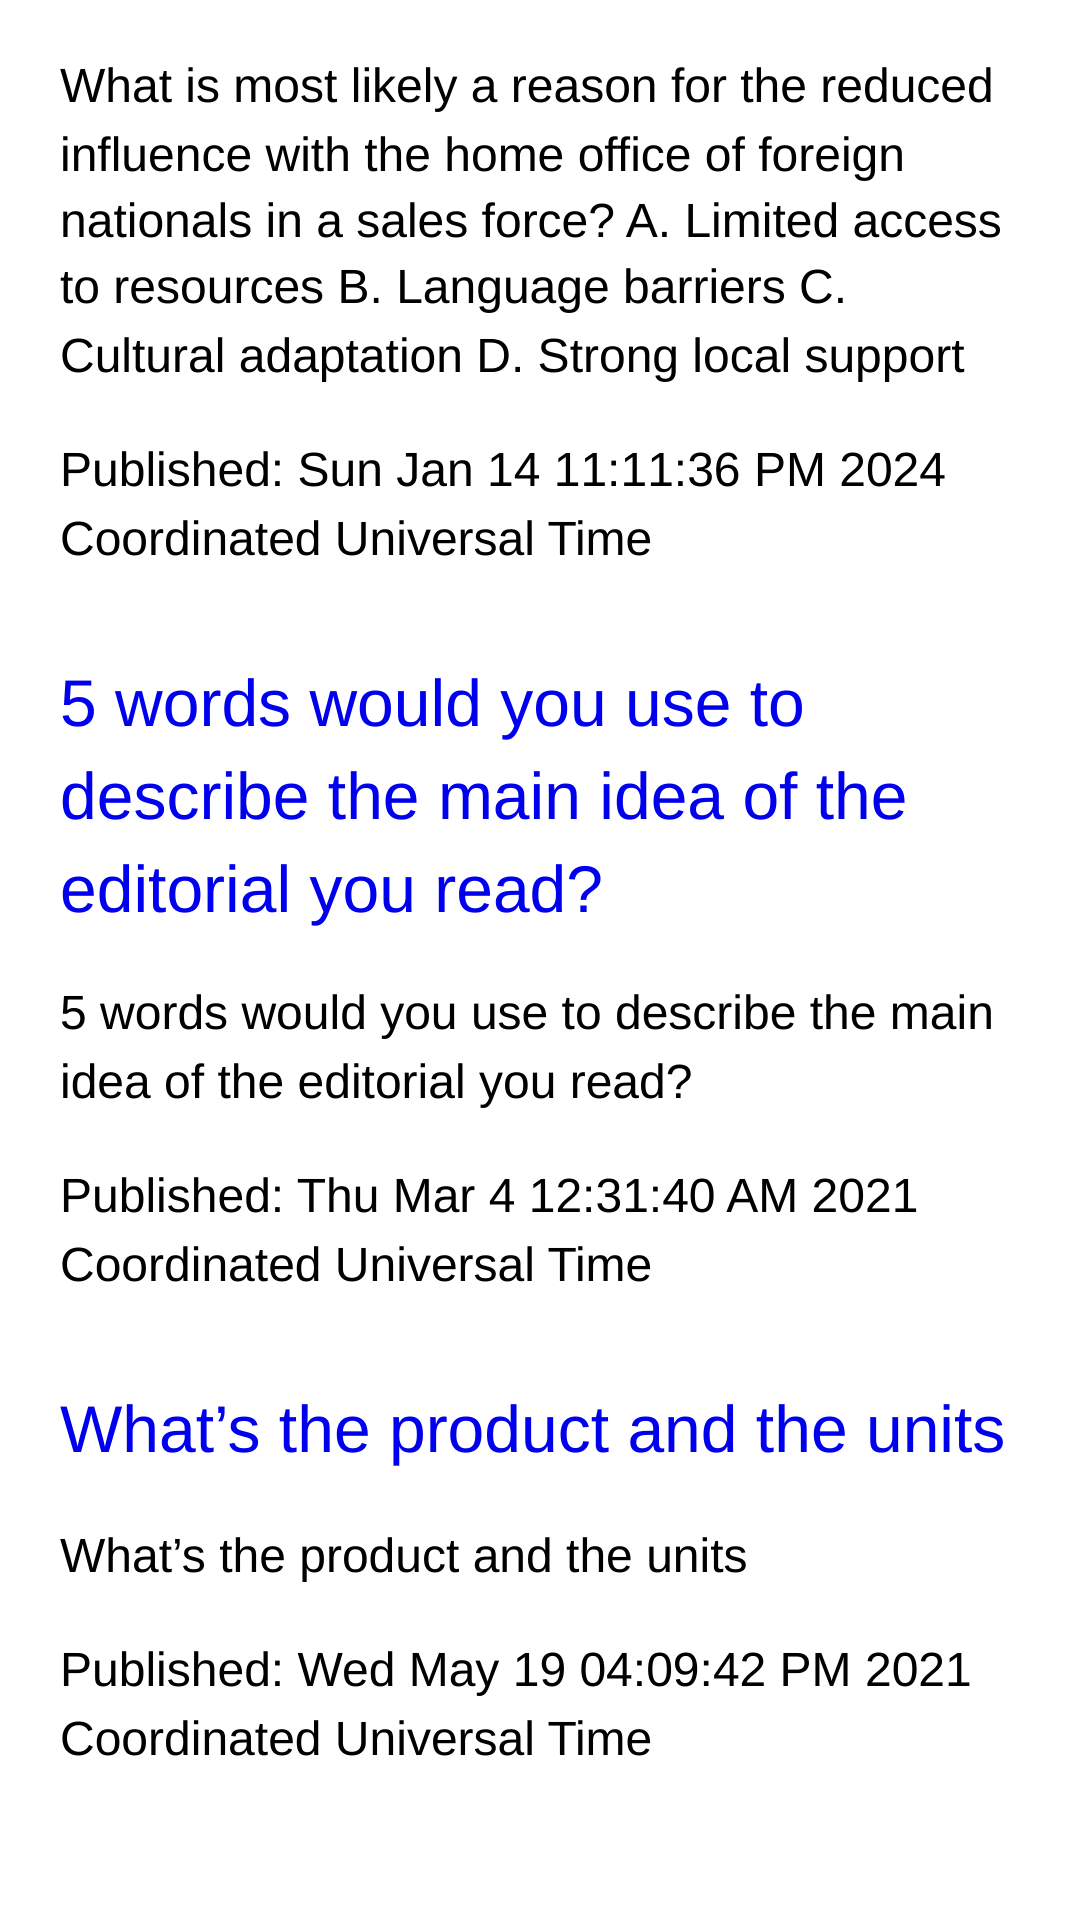 What is most likely a reason for the reduced
influence with the home office of foreign
nationals in a sales force? A. Limited access
to resources B. Language barriers C.
Cultural adaptation D. Strong local support
Published: Sun Jan 14 11:11:36 PM 2024
Coordinated Universal Time
5 words would you use to
describe the main idea of the
editorial you read?
5 words would you use to describe the main
idea of the editorial you read?
Published: Thu Mar 4 12:31:40 AM 2021
Coordinated Universal Time
What’s the product and the units
What’s the product and the units
Published: Wed May 19 04:09:42 PM 2021
Coordinated Universal Time